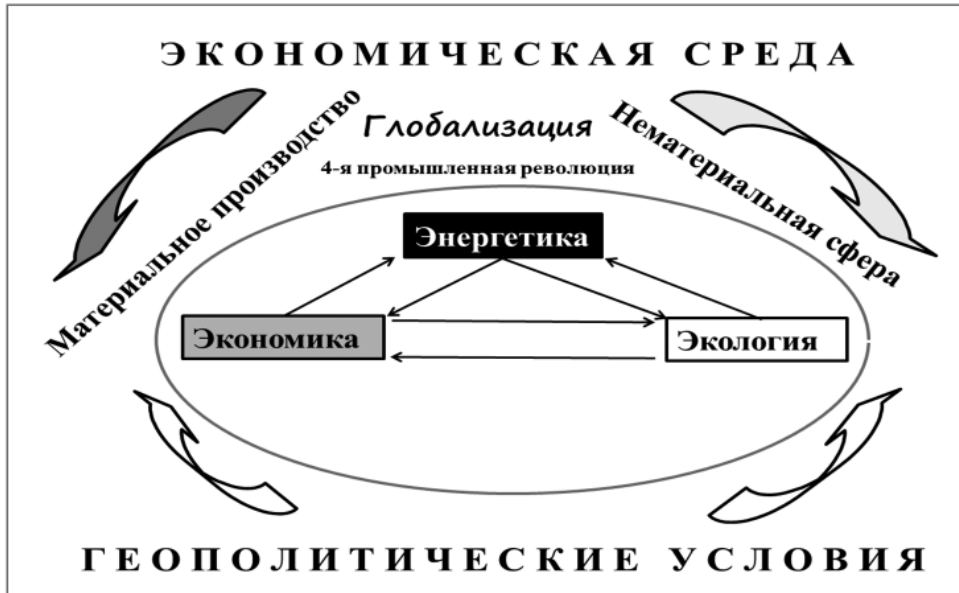 ЭКОНОМИЧЕСКАЯ СРЕДА
Материальное производство
Глобализация
4-я промышленная революция
Нематериальная сфера
Энергетика
Экономика
Экология
ГЕОПОЛИТИЧЕСКИЕ УСЛОВИЯ